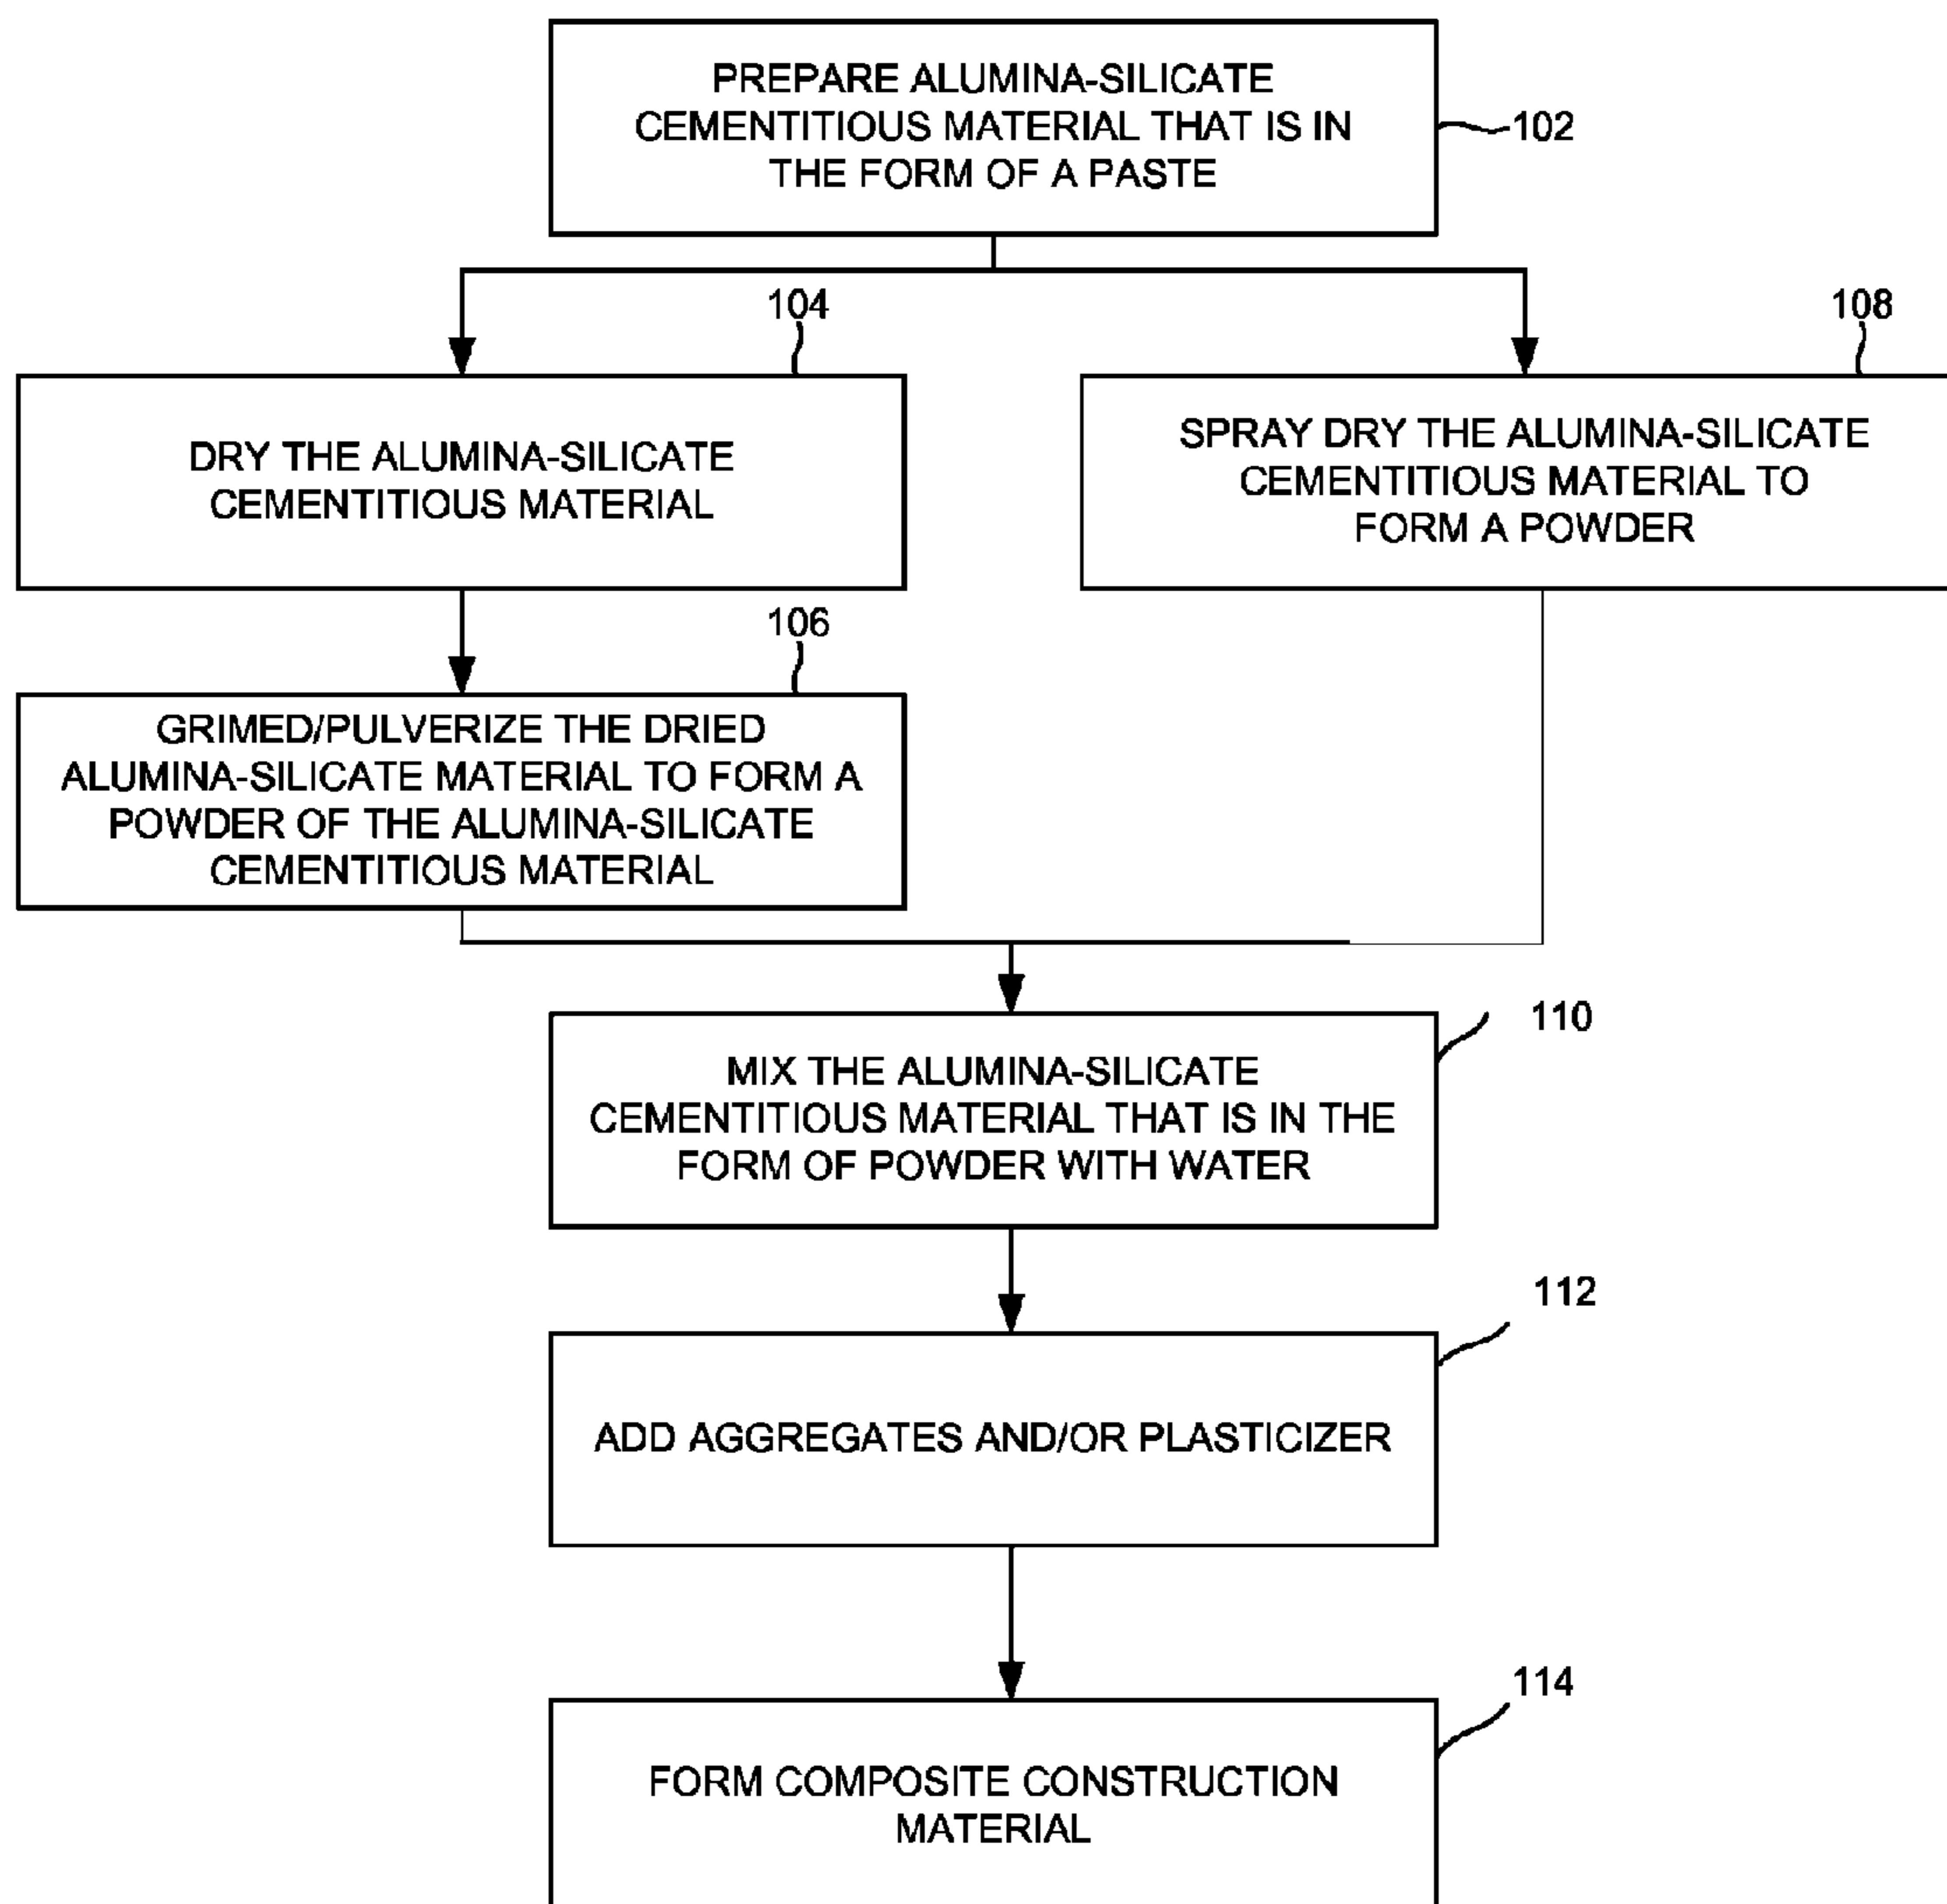 PREPARE ALUMINA-SILICATE
CEMENTITIOUS MATERIAL THAT IS IN
THE FORM OF A PASTE
102
104
DRY THE ALUMINA-SILICATE
CEMENTITIOUS MATERIAL
108
SPRAY DRY THE ALUMINA-SILICATE
CEMENTITIOUS MATERIAL TO
FORM A POWDER
106
GRIMED/PULVERIZE THE DRIED
ALUMINA-SILICATE MATERIAL TO FORM A
POWDER OF THE ALUMINA-SILICATE
CEMENTITIOUS MATERIAL
110
MIX THE ALUMINA-SILICATE
CEMENTITIOUS MATERIAL THAT IS IN THE
FORM OF POWDER WITH WATER
112
ADD AGGREGATES AND/OR PLASTICIZER
114
FORM COMPOSITE CONSTRUCTION
MATERIAL